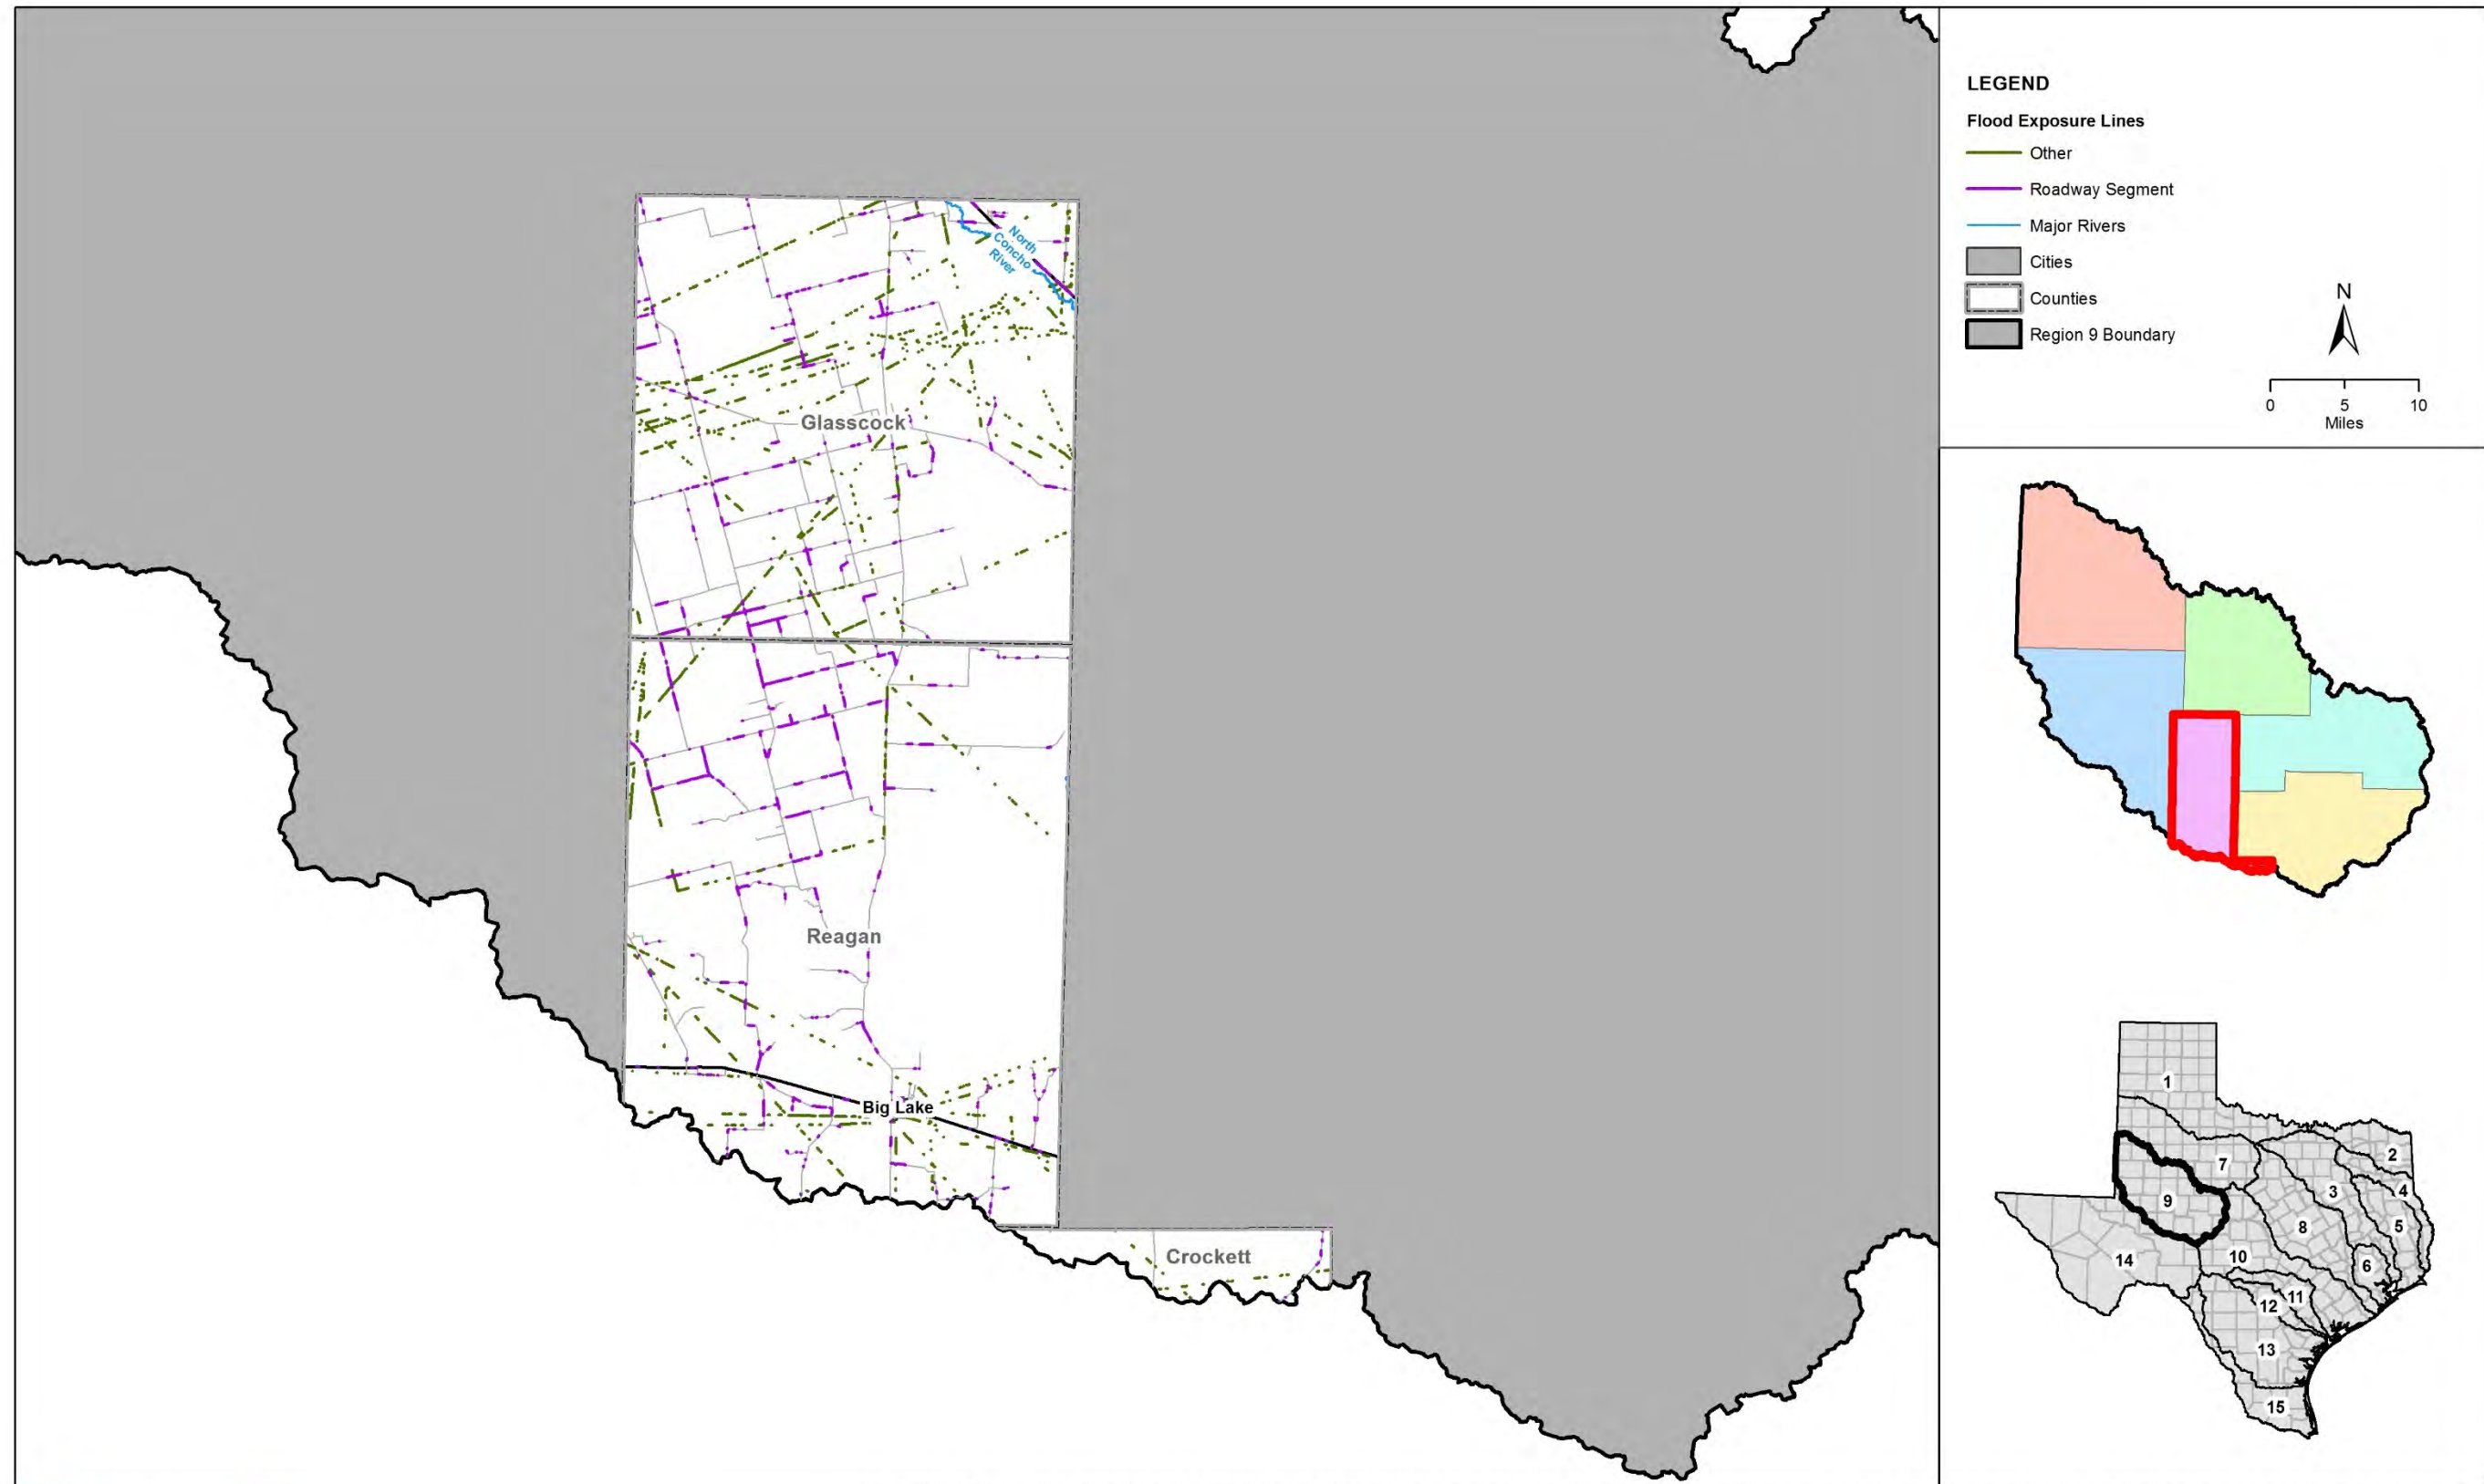 North
Concho
River
Glasscock
Reagan
Big Lake
Crockett
LEGEND
Flood Exposure Lines
Other
Roadway Segment
Major Rivers
Cities
Counties
Region 9 Boundary
N
0 5 10
Miles
1
2
7
3
4
9
5
8
10
14
6
11
12
13
15